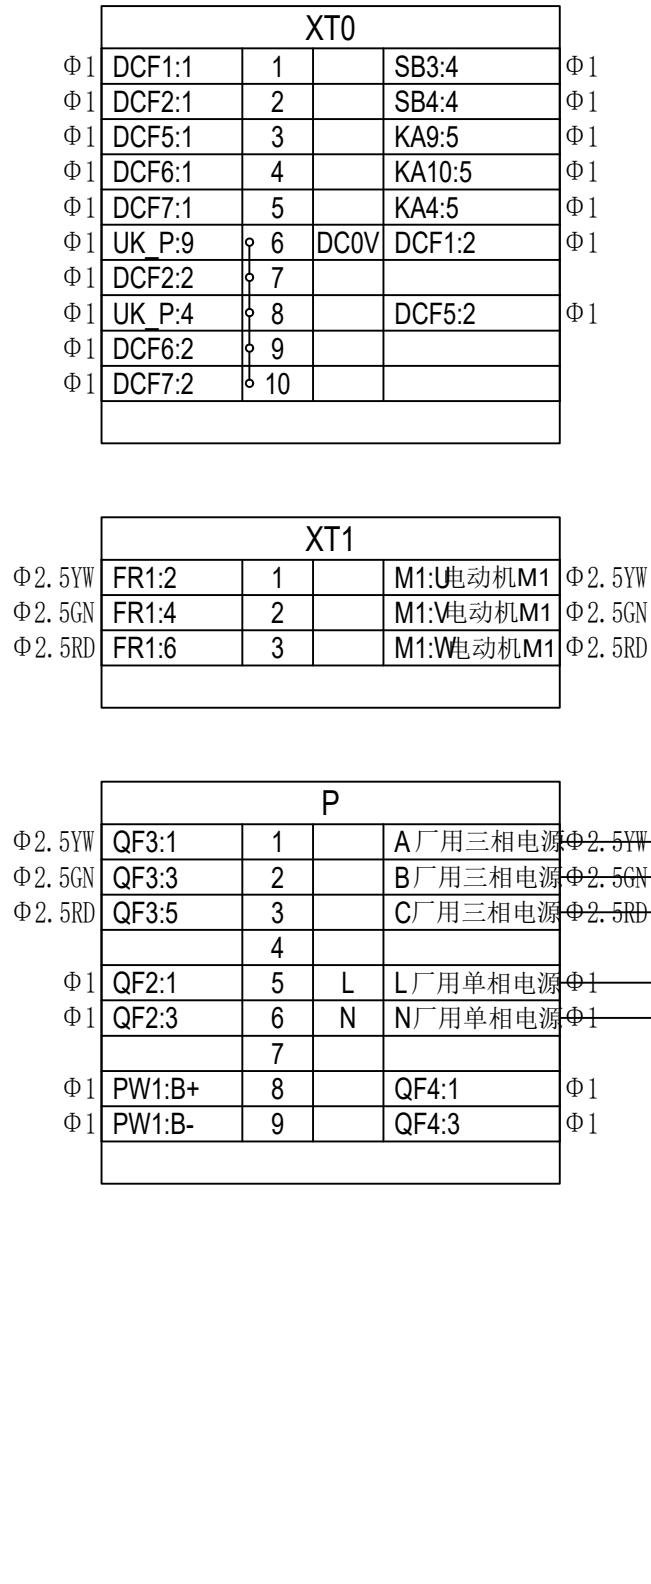 XT0
Φ1 DCF1:1 1 SB3:4 Φ1
Φ1 DCF2:1 2 SB4:4 Φ1
Φ1 DCF5:1 3 KA9:5 Φ1
Φ1 DCF6:1 4 KA10:5 Φ1
Φ1 DCF7:1 5 KA4:5 Φ1
Φ1 UK_P:9 6 DC0V DCF1:2 Φ1
Φ1 DCF2:2 7
Φ1 UK_P:4 8 DCF5:2 Φ1
Φ1 DCF6:2 9
Φ1 DCF7:2 10
XT1
Φ2.5YW FR1:2 1 M1:U电动机M1 Φ2.5YW
Φ2.5GN FR1:4 2 M1:V电动机M1 Φ2.5GN
Φ2.5RD FR1:6 3 M1:W电动机M1 Φ2.5RD
P
Φ2.5YW QF3:1 1 A厂用三相电源Φ2.5YW
Φ2.5GN QF3:3 2 B厂用三相电源Φ2.5GN
Φ2.5RD QF3:5 3 C厂用三相电源Φ2.5RD
4
Φ1 QF2:1 5 L L厂用单相电源Φ1
Φ1 QF2:3 6 N N厂用单相电源Φ1
7
Φ1 PW1:B+ 8 QF4:1 Φ1
Φ1 PW1:B- 9 QF4:3 Φ1